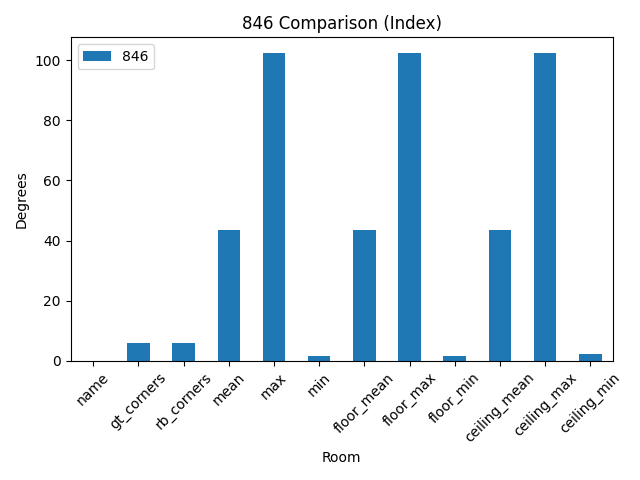 846 Comparison (Index)
846
Degrees
100
80
60
40
20
0
name
gt_corners
rb_corners
mean
max
min
floor_mean
floor_max
floor_min
ceiling_mean
ceiling_max
ceiling_min
Room